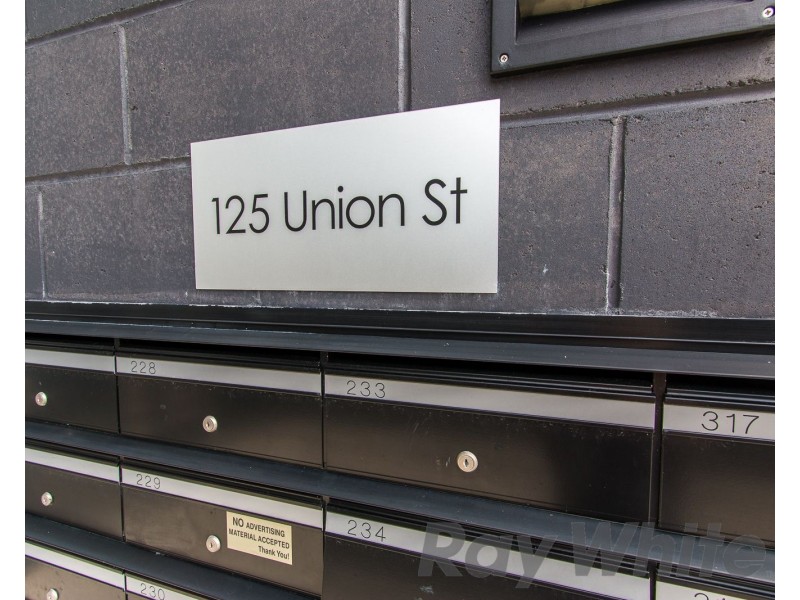 125 Union St
228
233
317
229
NO ADVERTISING
MATERIAL ACCEPTED
Thank You!
234
Ray White
230